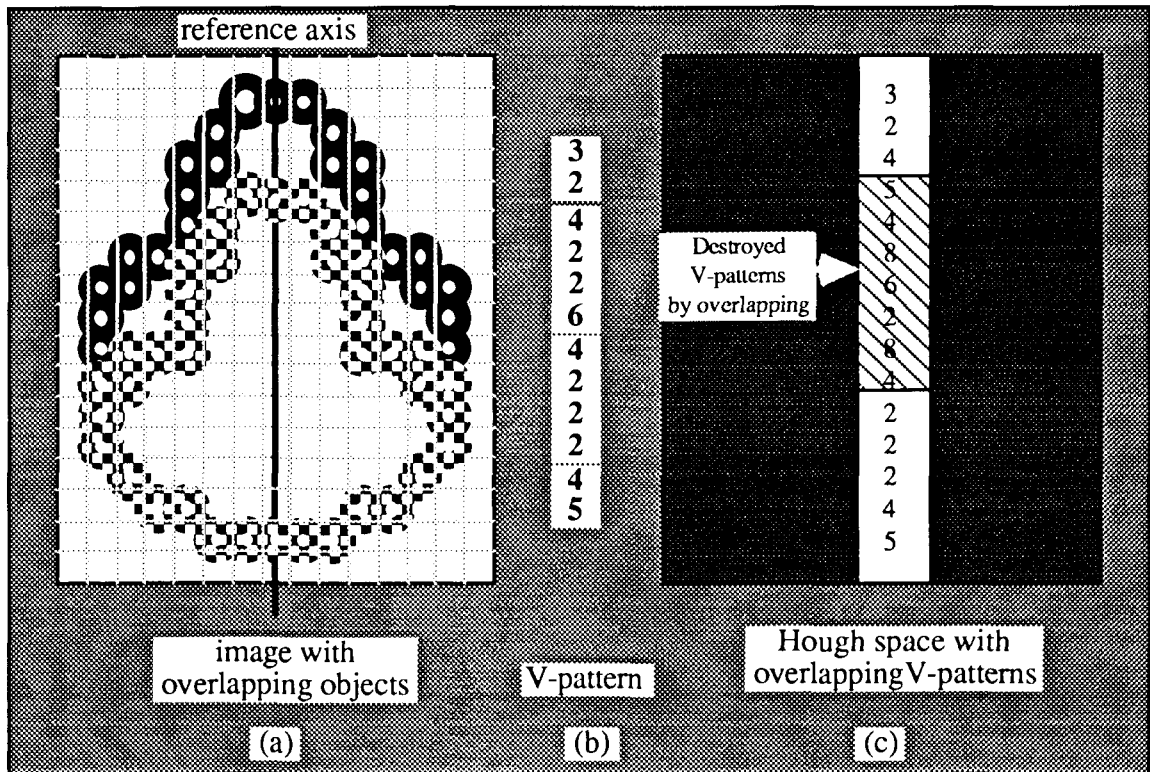 reference axis
3
2
4
2
2
6
4
2
2
2
4
5
3
2
4
5
4
8
6
2
8
4
2
2
2
4
5
Destroyed
V-patterns
by overlapping
image with
overlapping objects
V-pattern
Hough space with
overlapping V-patterns
(a)
(b)
(c)